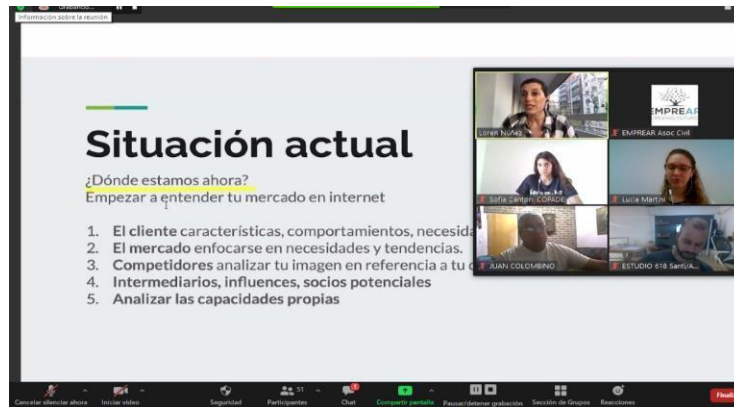 Grabando...
Información sobre la reunión
Situación actual
¿Dónde estamos ahora?
Empezar a entender tu mercado en internet
1. El cliente características, comportamientos, necesida
2. El mercado enfocarse en necesidades y tendencias.
3. Competidores analizar tu imagen en referencia a tu c
4. Intermediarios, influences, socios potenciales
5. Analizar las capacidades propias
Loren Nuñez
EMPREAR
EMPREAR Asoc Civil
Sofia Cantón, COPADE
Lucia Martini
JUAN COLOMBINO
ESTUDIO 618 Santi/A...
Cancelar silenciar ahora
Iniciar video
Seguridad
51
Participantes
Chat
Compartir pantalla
Pausar/detener grabación
Sección de Grupos
Reacciones
Finali